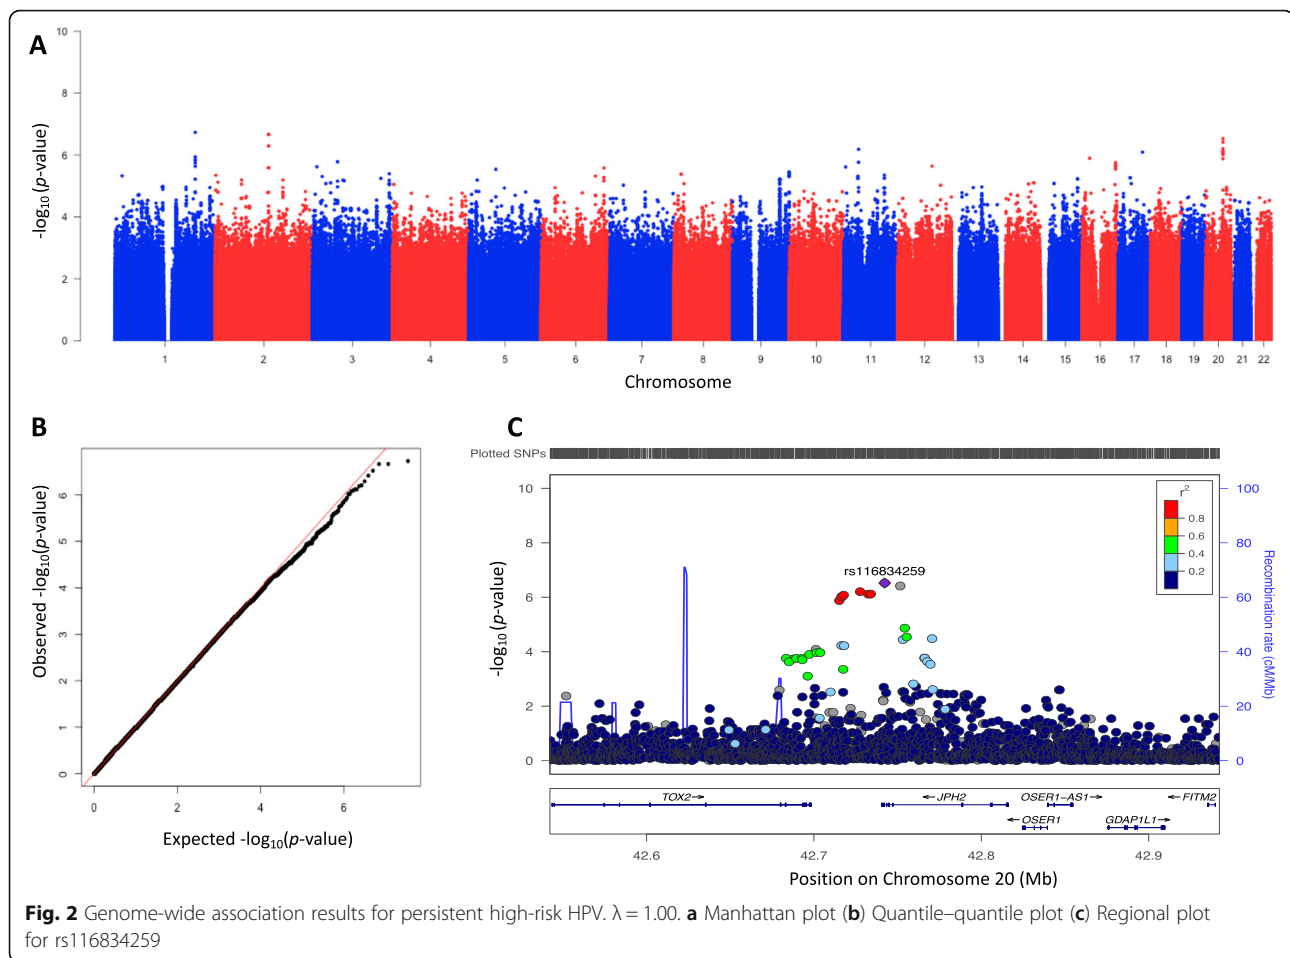 A
10
8
6
4
2
0
-log10(p-value)
1 2 3 4 5 6 7 8 9 10 11 12 13 14 15 16 17 18 19 20 21 22
Chromosome
B
6
5
4
3
2
1
0
Observed -log10(p-value)
0 2 4 6
Expected -log10(p-value)
C
Plotted SNPs
10
8
6
4
2
0
-log10(p-value)
rs116834259
r2
0.8
0.6
0.4
0.2
100
80
60
40
20
0
Recombination rate (cM/Mb)
TOX2→ ←JPH2 OSER1−AS1→ ←FITM2
←OSER1 GDAP1L1→
42.6 42.7 42.8 42.9
Position on Chromosome 20 (Mb)
Fig. 2 Genome-wide association results for persistent high-risk HPV. λ = 1.00. a Manhattan plot (b) Quantile–quantile plot (c) Regional plot
for rs116834259